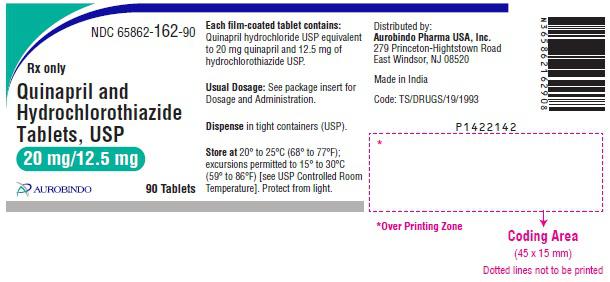 NDC 65862-162-90
Rx only
Quinapril and
Hydrochlorothiazide
Tablets, USP
20 mg/12.5 mg
AUROBINDO
90 Tablets
Each film-coated tablet contains:
Quinapril hydrochloride USP equivalent
to 20 mg quinapril and 12.5 mg of
hydrochlorothiazide USP.
Usual Dosage: See package insert for
Dosage and Administration.
Dispense in tight containers (USP).
Store at 20° to 25°C (68° to 77°F);
excursions permitted to 15° to 30°C
(59° to 86°F) [see USP Controlled Room
Temperature]. Protect from light.
Distributed by:
Aurobindo Pharma USA, Inc.
279 Princeton-Hightstown Road
East Windsor, NJ 08520
Made in India
Code: TS/DRUGS/19/1993
N365862162908
P1422142
*
*Over Printing Zone
Coding Area
(45 x 15 mm)
Dotted lines not to be printed